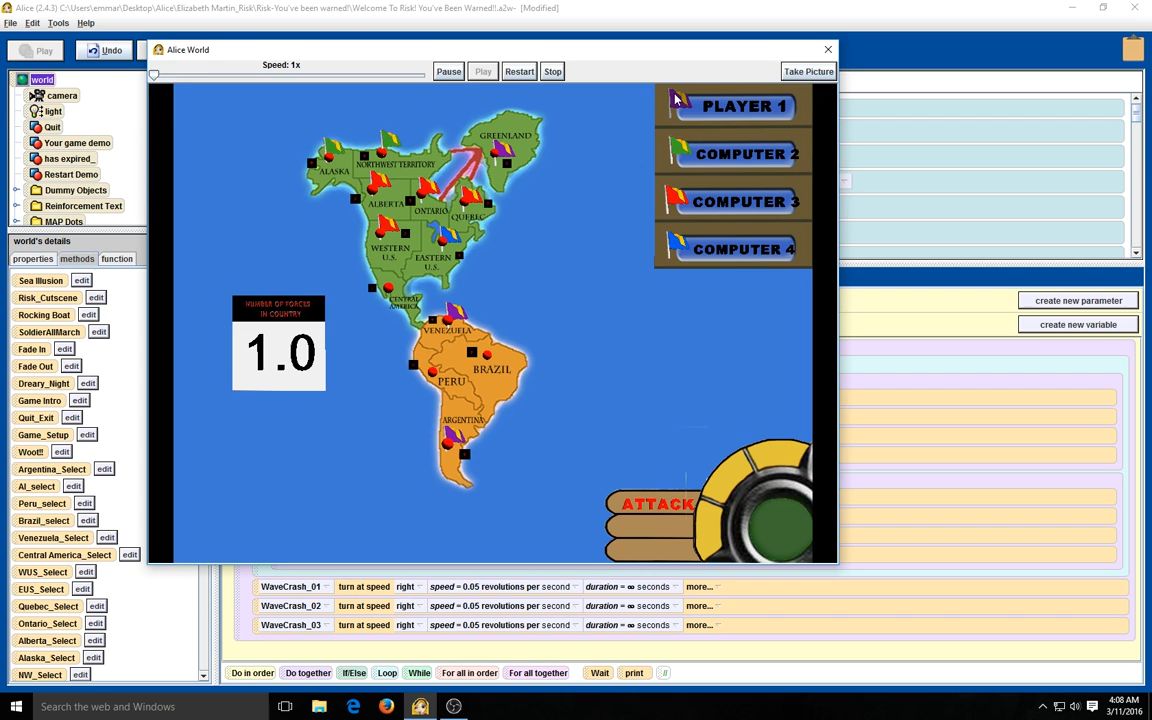 Alice (2.4.3) C:\Users\emmar\Desktop\Alice\Elizabeth Martin_Risk\Risk-You've been warned!\Welcome To Risk! You've Been Warned!!.a2w- [Modified]
File Edit Tools Help
Play Undo
Alice World
Speed: 1x
Pause Play Restart Stop Take Picture
world
camera
light
Quit
Your game demo
has expired_
Restart Demo
Dummy Objects
Reinforcement Text
MAP Dots
world's details
properties methods function
Sea Illusion edit
Risk_Cutscene edit
Rocking Boat edit
SoldierAllMarch edit
Fade In edit
Fade Out edit
Dreary_Night edit
Game Intro edit
Quit_Exit edit
Game_Setup edit
Woot!! edit
Argentina_Select edit
AI_select edit
Peru_select edit
Brazil_select edit
Venezuela_Select edit
Central America_Select edit
WUS_Select edit
EUS_Select edit
Quebec_Select edit
Ontario_Select edit
Alberta_Select edit
Alaska_Select edit
NW_Select edit
GREENLAND
ALASKA
NORTHWEST TERRITORY
ALBERTA
ONTARIO
QUEBEC
WESTERN
U.S.
EASTERN
U.S.
CENTRAL
AMERICA
VENEZUELA
BRAZIL
PERU
ARGENTINA
NUMBER OF FORCES
IN COUNTRY
1.0
PLAYER 1
COMPUTER 2
COMPUTER 3
COMPUTER 4
ATTACK
create new parameter
create new variable
WaveCrash_01 turn at speed right speed = 0.05 revolutions per second duration = ∞ seconds more...
WaveCrash_02 turn at speed right speed = 0.05 revolutions per second duration = ∞ seconds more...
WaveCrash_03 turn at speed right speed = 0.05 revolutions per second duration = ∞ seconds more...
Do in order Do together If/Else Loop While For all in order For all together Wait print //
Search the web and Windows
4:08 AM
3/11/2016